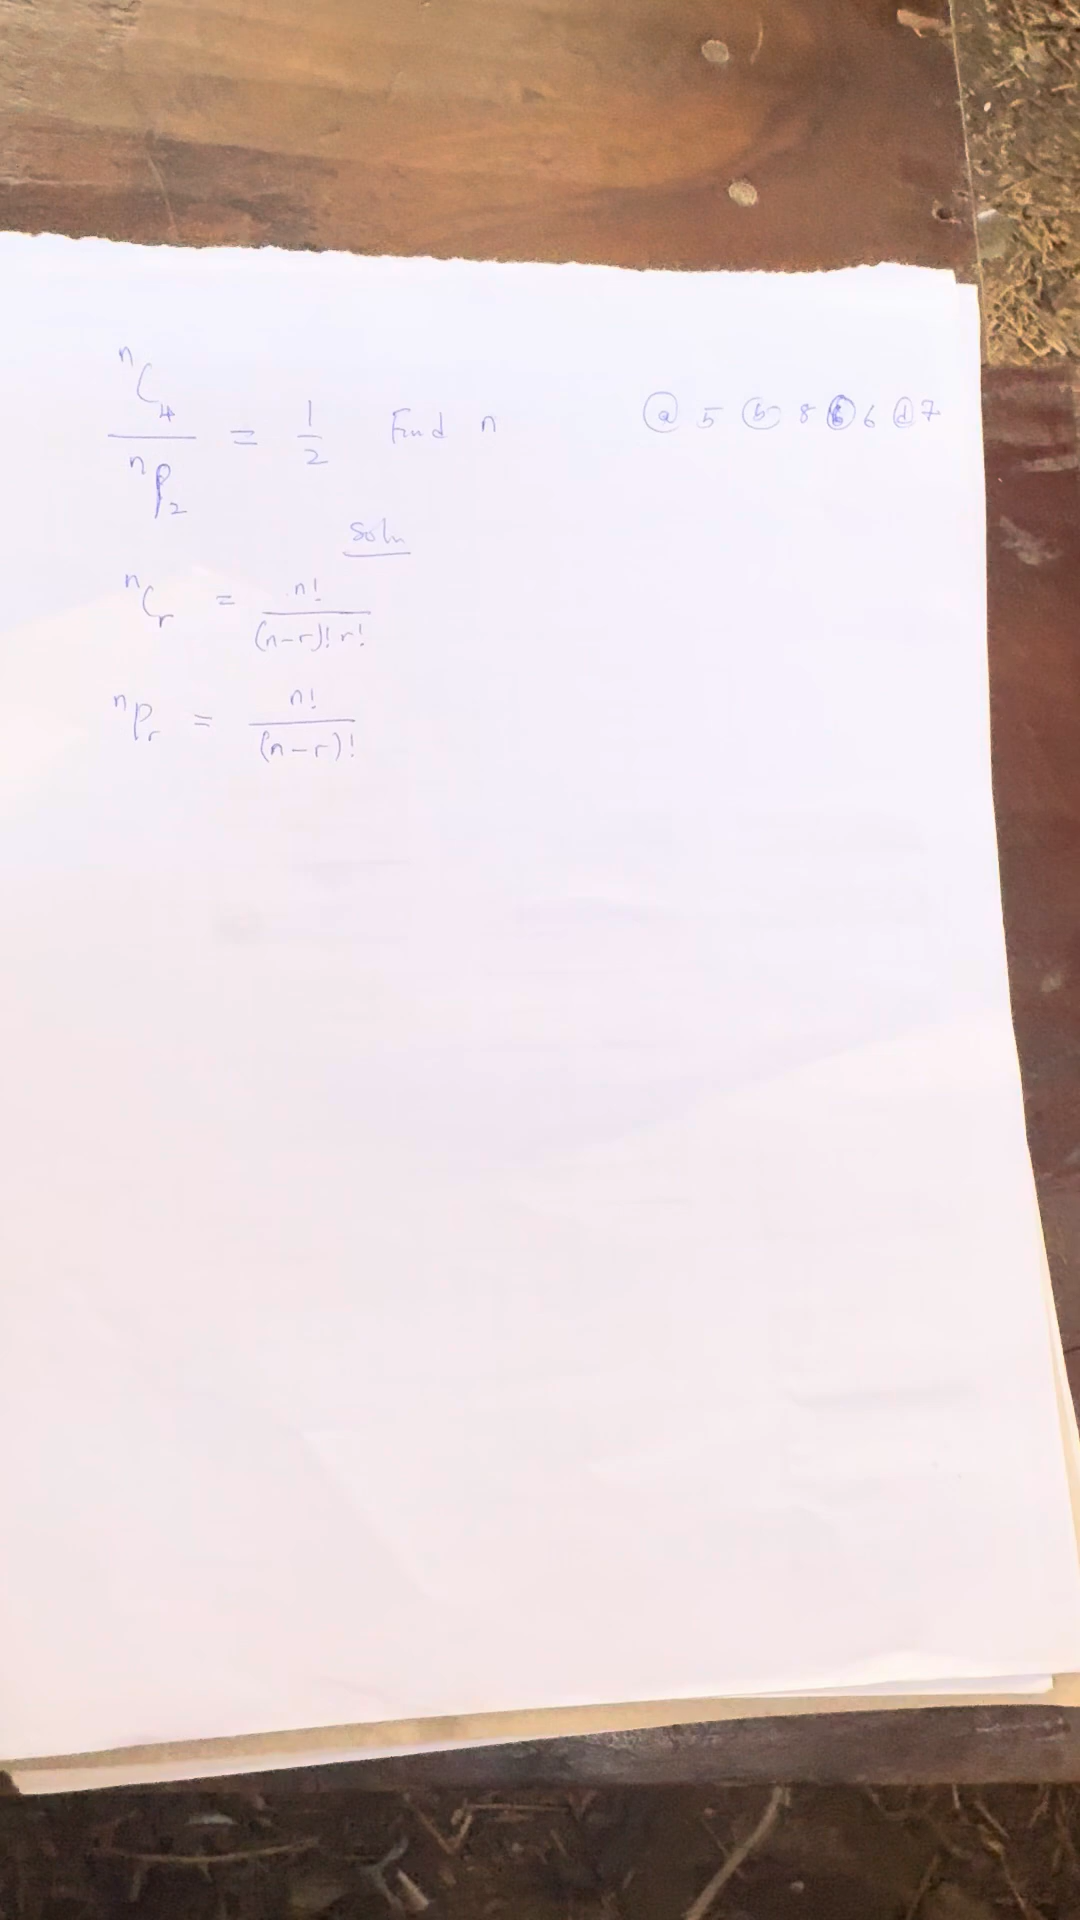 ⁿC₄ / ⁿP₂ = 1/2 Find n ⓐ 5 ⓑ 8 ⓒ 6 ⓓ 7
Soln
ⁿCᵣ = n! / (n-r)! r!
ⁿPᵣ = n! / (n-r)!